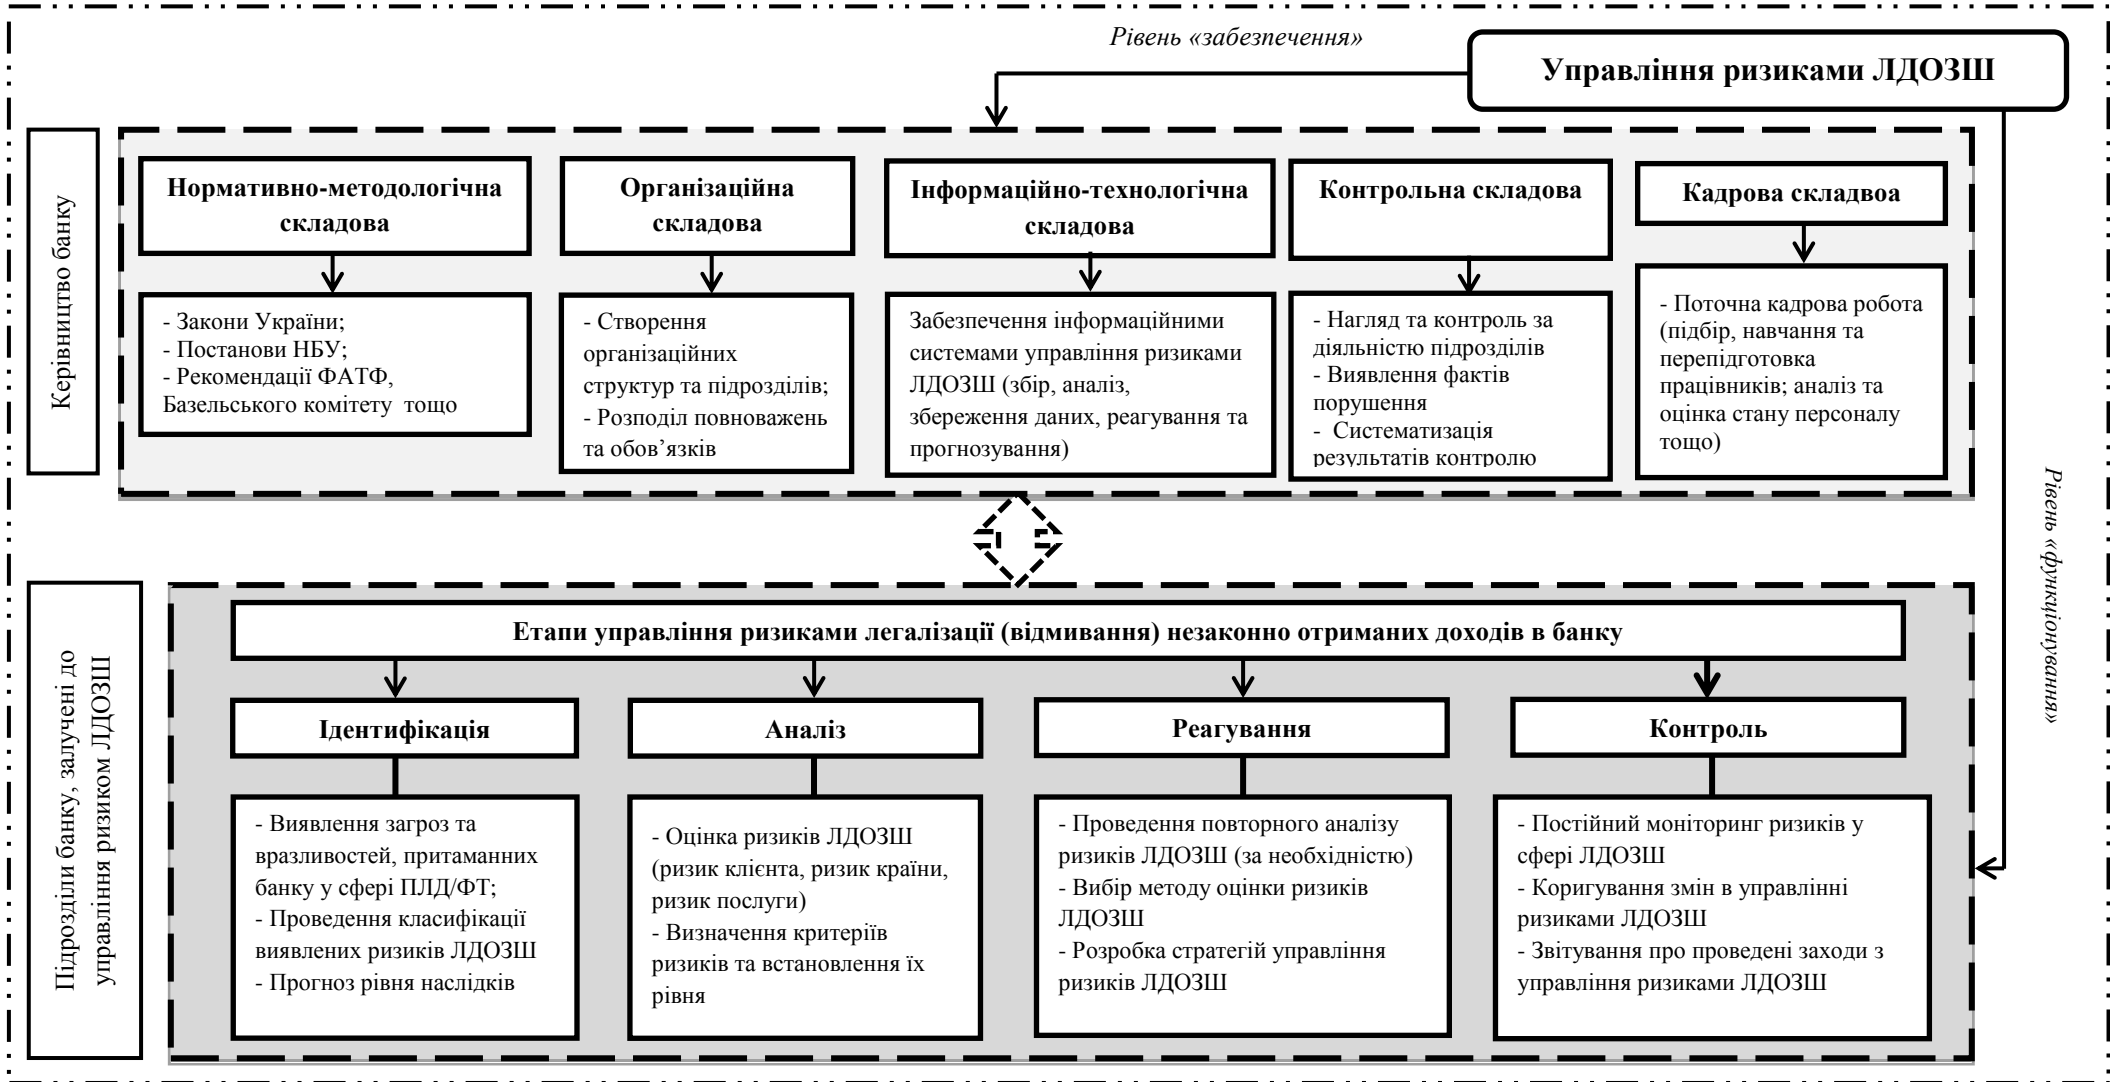 Рівень «забезпечення»
Управління ризиками ЛДОЗШ
Керівництво банку
Нормативно-методологічна
складова
- Закони України;
- Постанови НБУ;
- Рекомендації ФАТФ,
Базельського комітету тощо
Організаційна
складова
- Створення
організаційних
структур та підрозділів;
- Розподіл повноважень
та обов’язків
Інформаційно-технологічна
складова
Забезпечення інформаційними
системами управління ризиками
ЛДОЗШ (збір, аналіз,
збереження даних, реагування та
прогнозування)
Контрольна складова
- Нагляд та контроль за
діяльністю підрозділів
- Виявлення фактів
порушення
- Систематизація
результатів контролю
Кадрова складвоа
- Поточна кадрова робота
(підбір, навчання та
перепідготовка
працівників; аналіз та
оцінка стану персоналу
тощо)
Рівень «функціонування»
Підрозділи банку, залучені до
управління ризиком ЛДОЗШ
Етапи управління ризиками легалізації (відмивання) незаконно отриманих доходів в банку
Ідентифікація
- Виявлення загроз та
вразливостей, притаманних
банку у сфері ПЛД/ФТ;
- Проведення класифікації
виявлених ризиків ЛДОЗШ
- Прогноз рівня наслідків
Аналіз
- Оцінка ризиків ЛДОЗШ
(ризик клієнта, ризик країни,
ризик послуги)
- Визначення критеріїв
ризиків та встановлення їх
рівня
Реагування
- Проведення повторного аналізу
ризиків ЛДОЗШ (за необхідністю)
- Вибір методу оцінки ризиків
ЛДОЗШ
- Розробка стратегій управління
ризиків ЛДОЗШ
Контроль
- Постійний моніторинг ризиків у
сфері ЛДОЗШ
- Коригування змін в управлінні
ризиками ЛДОЗШ
- Звітування про проведені заходи з
управління ризиками ЛДОЗШ